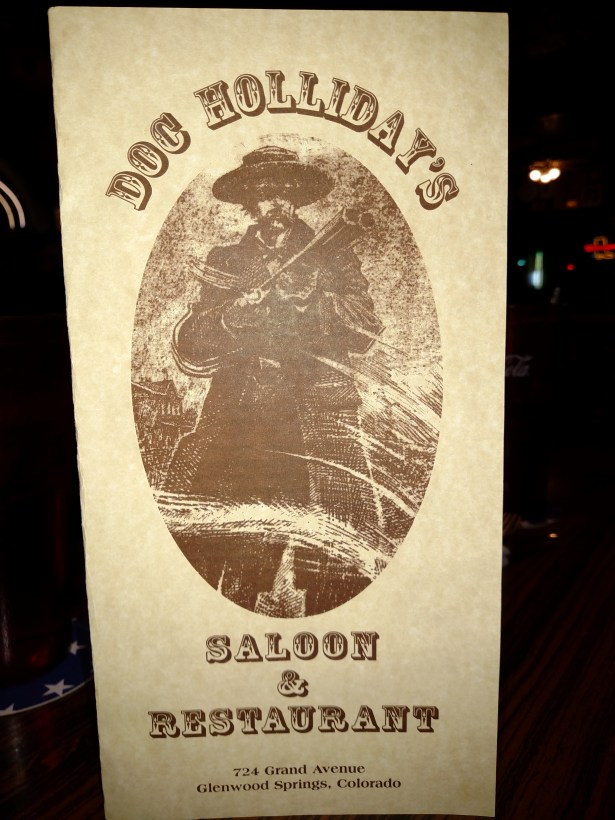 DOC HOLLIDAY'S
SALOON
&
RESTAURANT
724 Grand Avenue
Glenwood Springs, Colorado